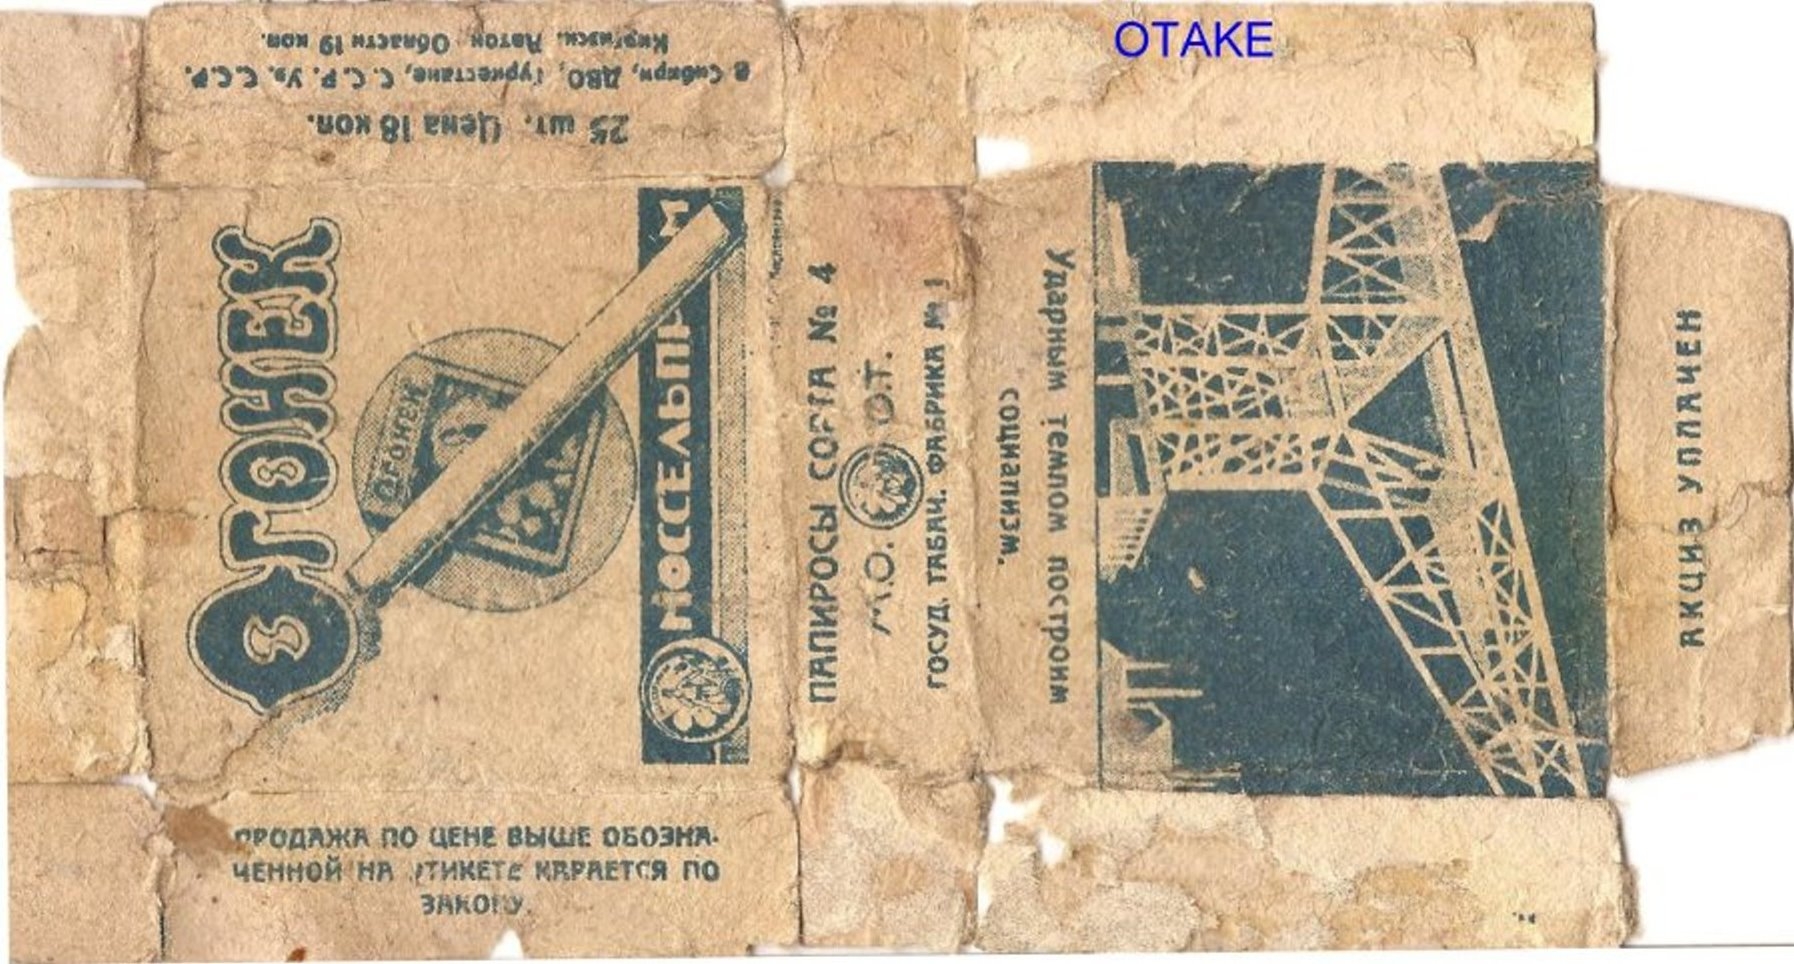 OTAKE
25 шт. Цена 18 коп.
в Сибири, ДВО, Туркестане, С. С. Р. Уз. С.С.Р.
Киргизск. Автон. Области 19 коп.
ОГОНЕК
ОГОНЕК
МОССЕЛЬПР М
ПАПИРОСЫ СОРТА № 4
М.О. О.Т.
ГОСУД. ТАБАЧ. ФАБРИКА № 1
Ударным темпом построим
социализм.
АКЦИЗ УПЛАЧЕН
ПРОДАЖА ПО ЦЕНЕ ВЫШЕ ОБОЗНА-
ЧЕННОЙ НА ЭТИКЕТЕ КАРАЕТСЯ ПО
ЗАКОНУ.